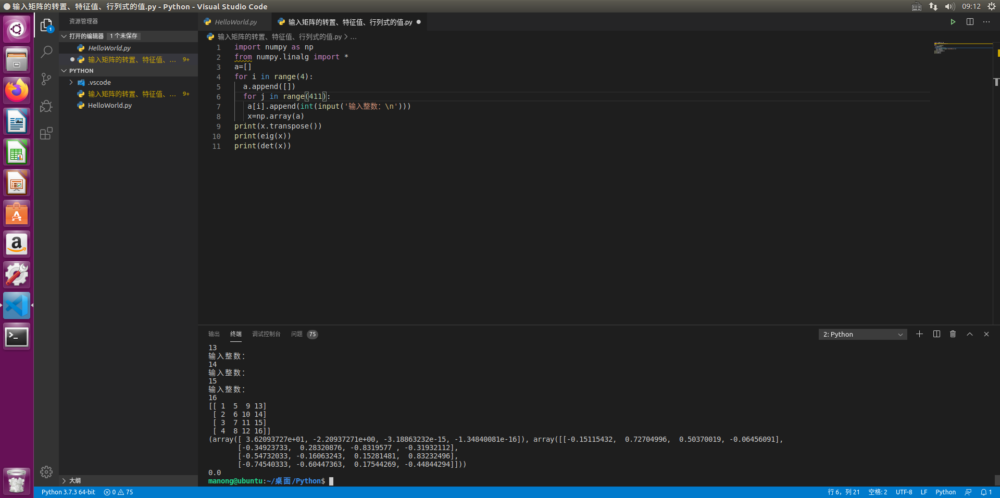 输入矩阵的转置、特征值、行列式的值.py - Python - Visual Studio Code
09:12
资源管理器
打开的编辑器 1 个未保存
HelloWorld.py
输入矩阵的转置、特征值、... 9+
PYTHON
.vscode
输入矩阵的转置、特征值、... 9+
HelloWorld.py
大纲
1
HelloWorld.py
输入矩阵的转置、特征值、行列式的值.py
输入矩阵的转置、特征值、行列式的值.py > ...
1 import numpy as np
2 from numpy.linalg import *
3 a=[]
4 for i in range(4):
5 a.append([])
6 for j in range(411):
7 a[i].append(int(input('输入整数：\n')))
8 x=np.array(a)
9 print(x.transpose())
10 print(eig(x))
11 print(det(x))
输出 终端 调试控制台 问题 75
2: Python
13
输入整数：
14
输入整数：
15
输入整数：
16
[[ 1  5  9 13]
 [ 2  6 10 14]
 [ 3  7 11 15]
 [ 4  8 12 16]]
(array([ 3.62093727e+01, -2.20937271e+00, -3.18863232e-15, -1.34840081e-16]), array([[-0.15115432,  0.72704996,  0.50370019, -0.06456091],
       [-0.34923733,  0.28320876, -0.8319577 , -0.31932112],
       [-0.54732033, -0.16063243,  0.15281481,  0.83232496],
       [-0.74540333, -0.60447363,  0.17544269, -0.44844294]]))
0.0
manong@ubuntu:~/桌面/Python$
Python 3.7.3 64-bit 0 75
行 6，列 21 空格: 2 UTF-8 LF Python 1